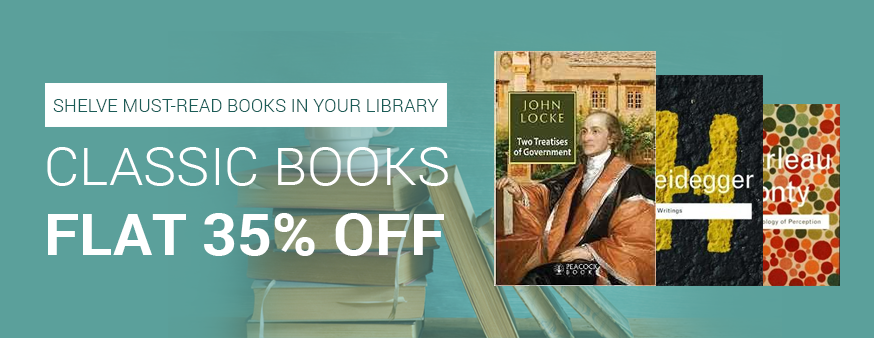 SHELVE MUST-READ BOOKS IN YOUR LIBRARY
CLASSIC BOOKS
FLAT 35% OFF
JOHN
LOCKE
Two Treatises
of Government
PEACOCK
BOOKS
H
eidegger
Writings
rleau
onty
ology of Perception